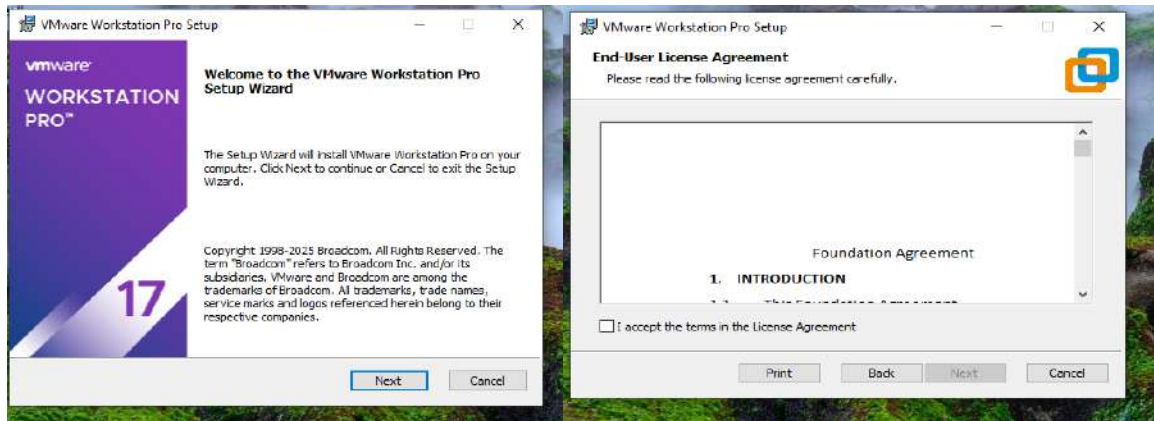 VMware Workstation Pro Setup
vmware
WORKSTATION
PRO™
17
Welcome to the VMware Workstation Pro
Setup Wizard
The Setup Wizard will install VMware Workstation Pro on your
computer. Click Next to continue or Cancel to exit the Setup
Wizard.
Copyright 1998-2025 Broadcom. All Rights Reserved. The
term "Broadcom" refers to Broadcom Inc. and/or its
subsidiaries. VMware and Broadcom are among the
trademarks of Broadcom. All trademarks, trade names,
service marks and logos referenced herein belong to their
respective companies.
Next
Cancel
VMware Workstation Pro Setup
End-User License Agreement
Please read the following license agreement carefully.
Foundation Agreement
1. INTRODUCTION
I accept the terms in the License Agreement
Print
Back
Next
Cancel